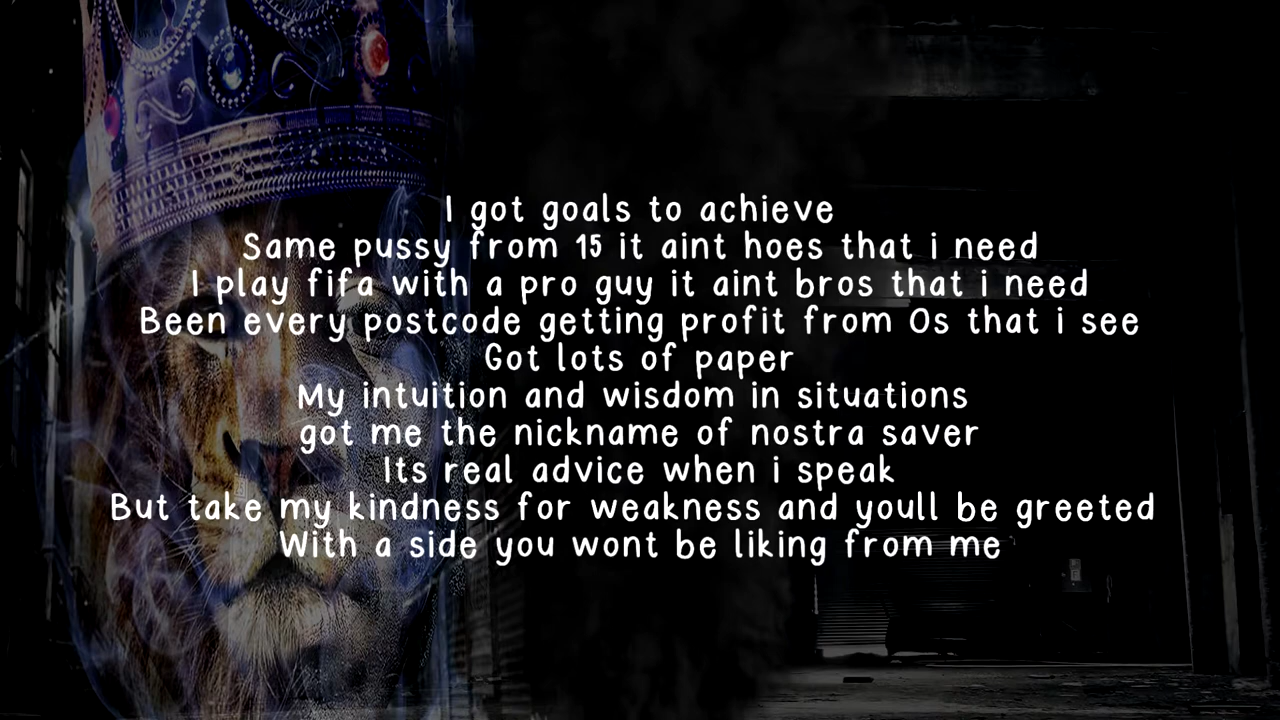 I got goals to achieve
Same pussy from 15 it aint hoes that i need
I play fifa with a pro guy it aint bros that i need
Been every postcode getting profit from Os that i see
Got lots of paper
My intuition and wisdom in situations
got me the nickname of nostra saver
Its real advice when i speak
But take my kindness for weakness and youll be greeted
With a side you wont be liking from me